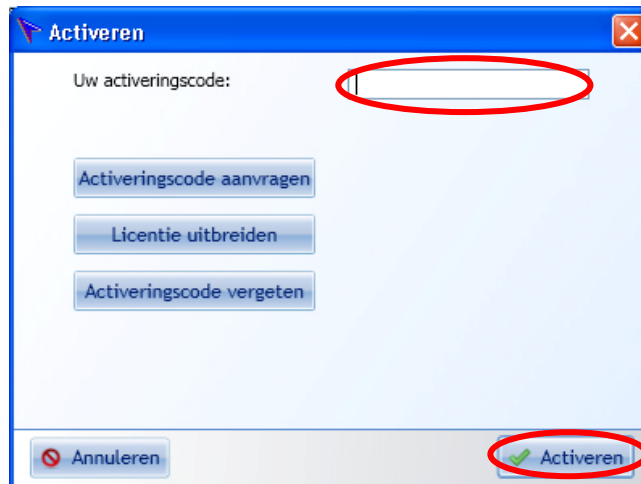 Activeren
Uw activeringscode:
Activeringscode aanvragen
Licentie uitbreiden
Activeringscode vergeten
Annuleren
Activeren